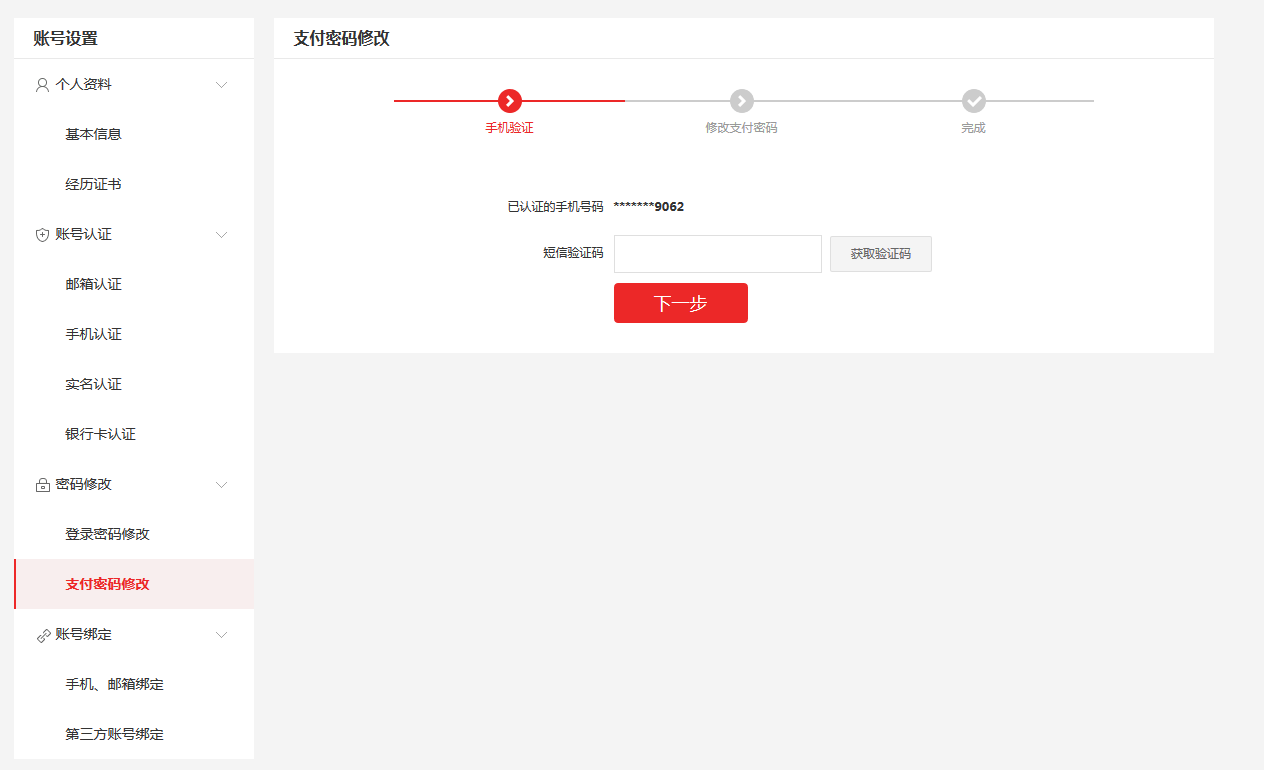 账号设置
个人资料
基本信息
经历证书
账号认证
邮箱认证
手机认证
实名认证
银行卡认证
密码修改
登录密码修改
支付密码修改
账号绑定
手机、邮箱绑定
第三方账号绑定
支付密码修改
手机验证
修改支付密码
完成
已认证的手机号码 *******9062
短信验证码 获取验证码
下一步